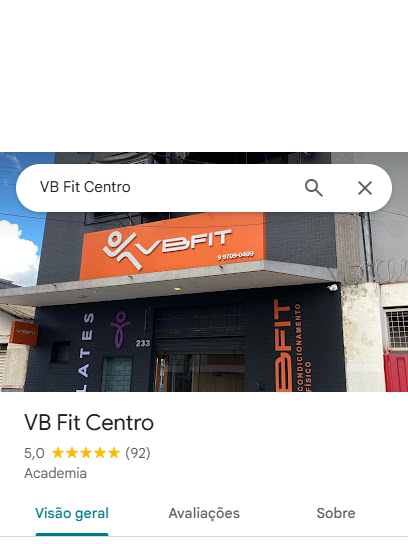 VB Fit Centro
VBFIT
9 9709-0409
VBFIT
LATES
233
BFIT
CONDICIONAMENTO
FÍSICO
VB Fit Centro
5,0 (92)
Academia
Visão geral
Avaliações
Sobre